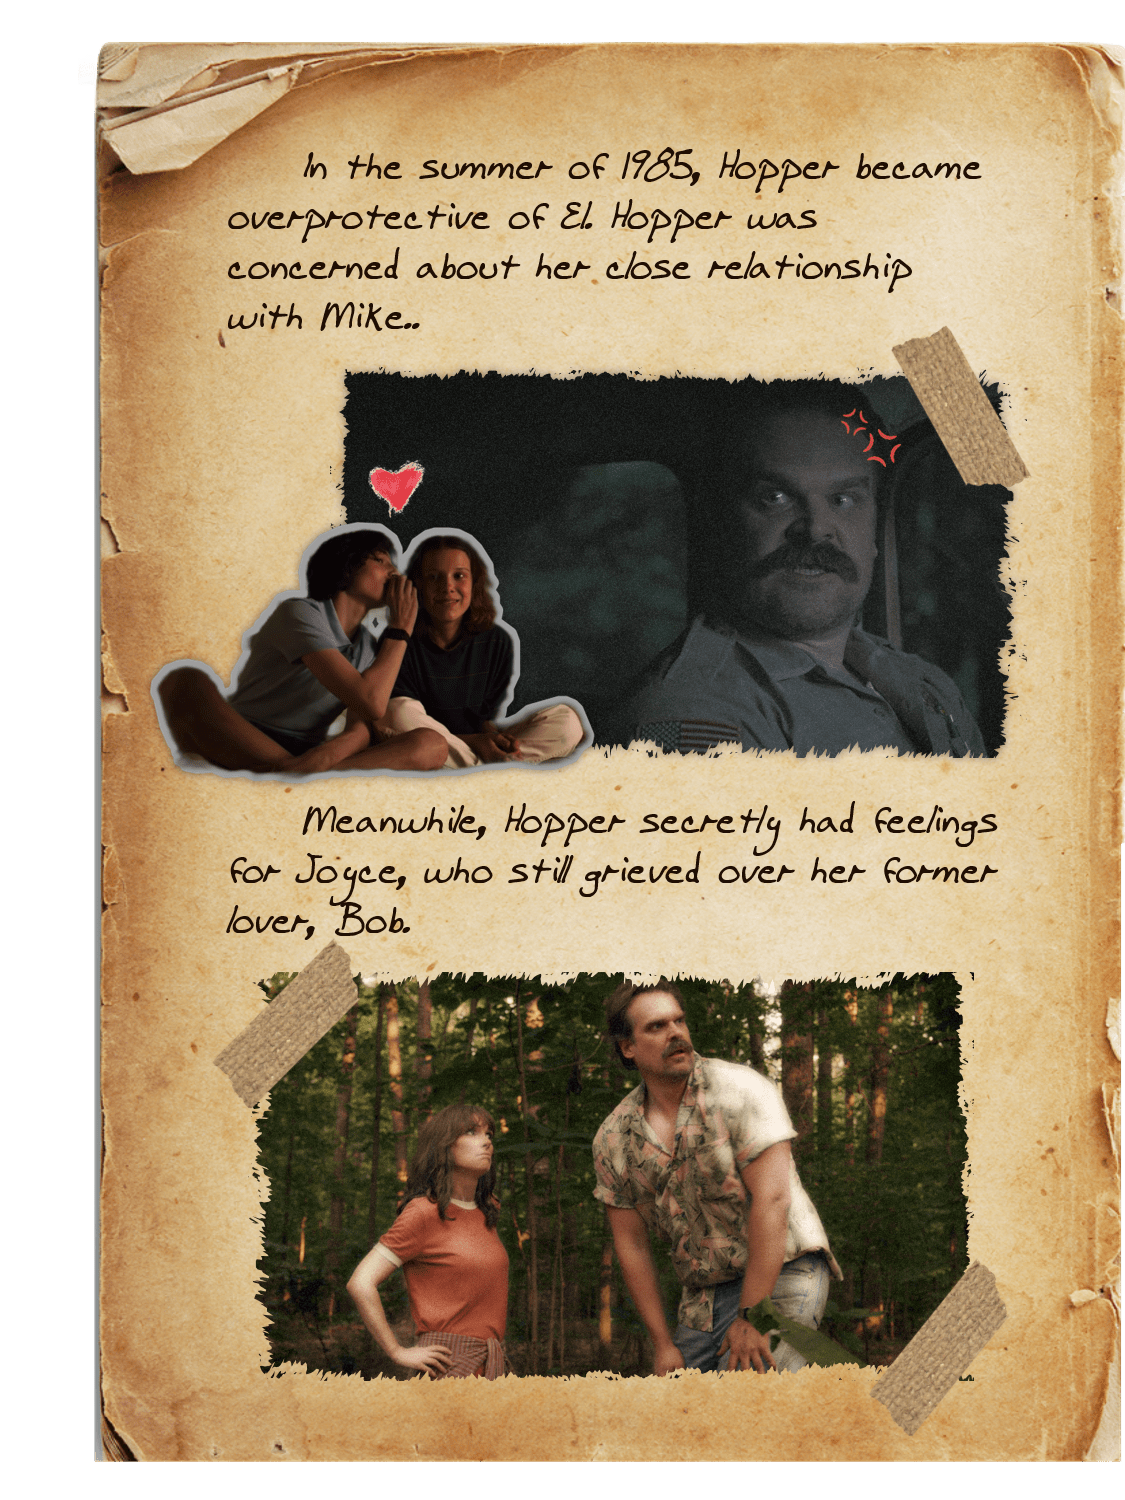 In the summer of 1985, Hopper became
overprotective of El. Hopper was
concerned about her close relationship
with Mike..
Meanwhile, Hopper secretly had feelings
for Joyce, who still grieved over her former
lover, Bob.